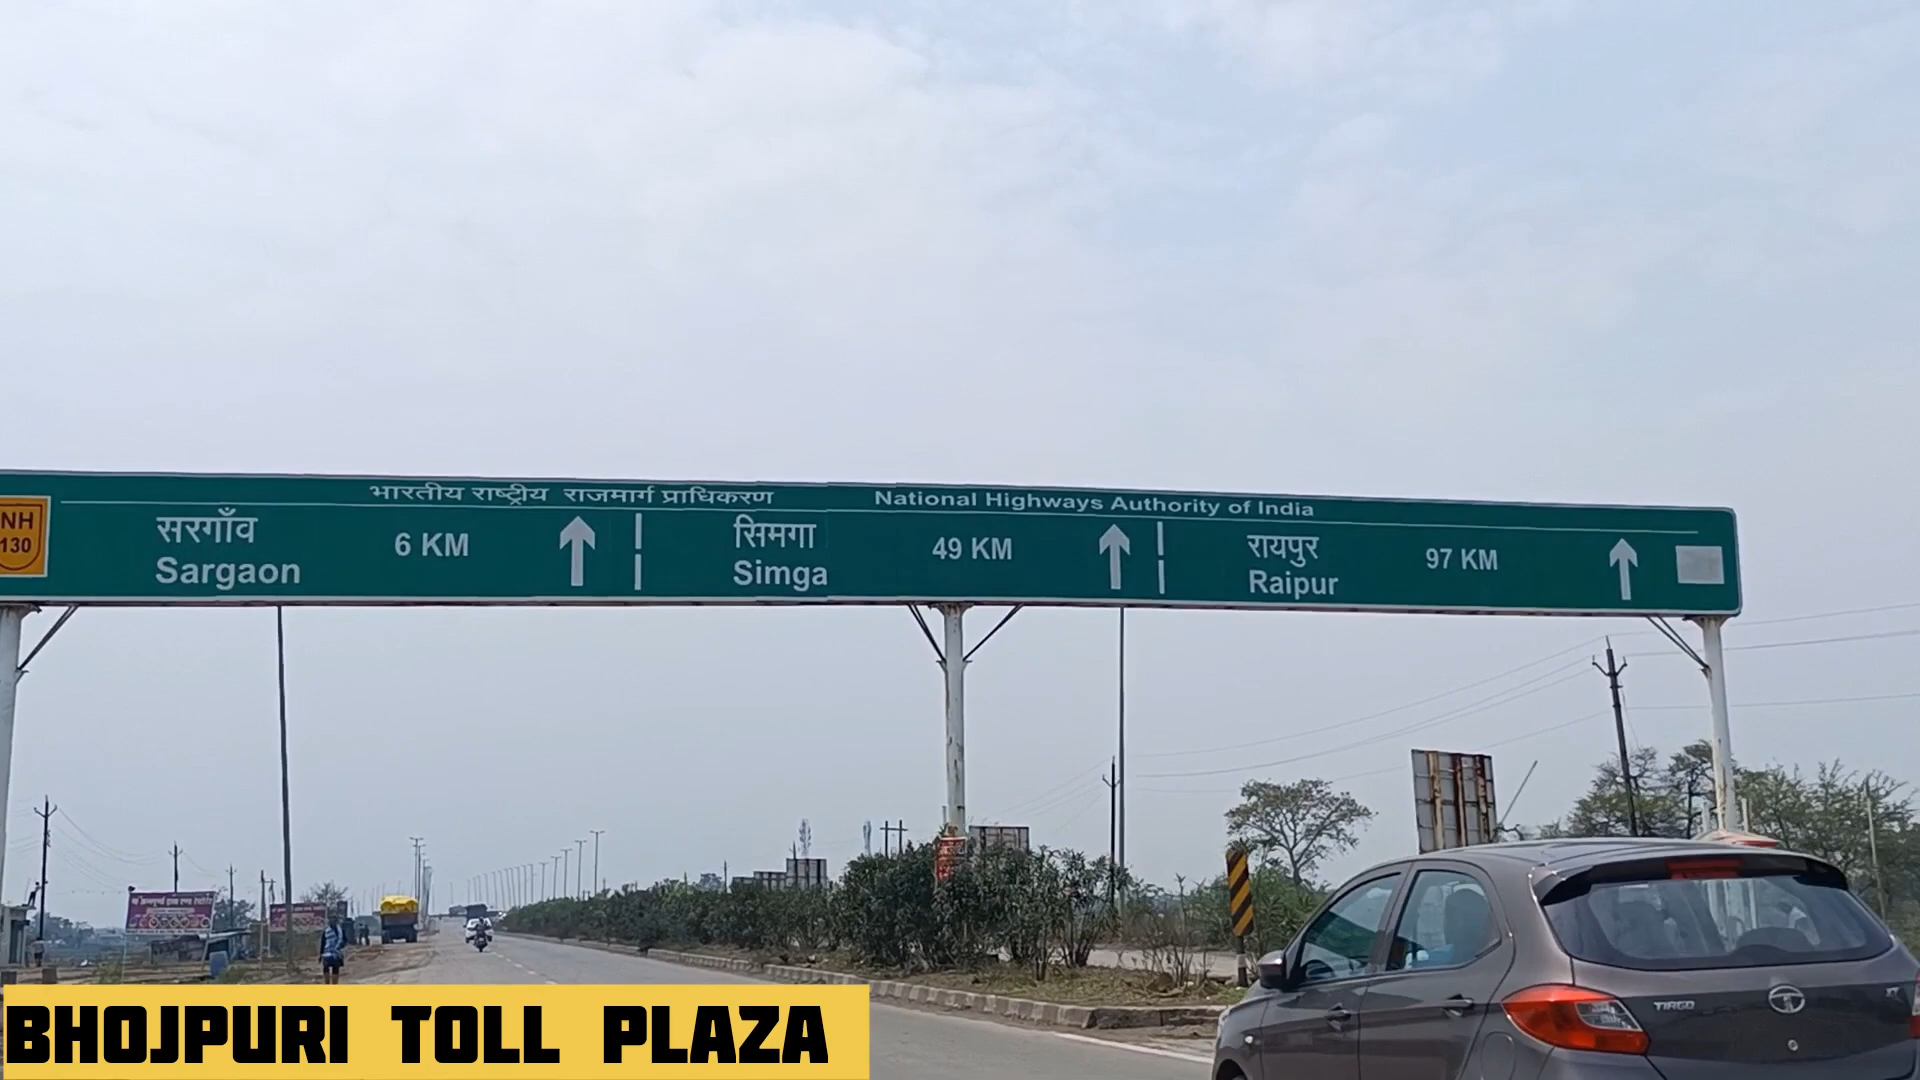 भारतीय राष्ट्रीय राजमार्ग प्राधिकरण National Highways Authority of India
NH
130
सरगाँव
Sargaon
6 KM
सिमगा
Simga
49 KM
रायपुर
Raipur
97 KM
TIAGO
XT
BHOJPURI TOLL PLAZA